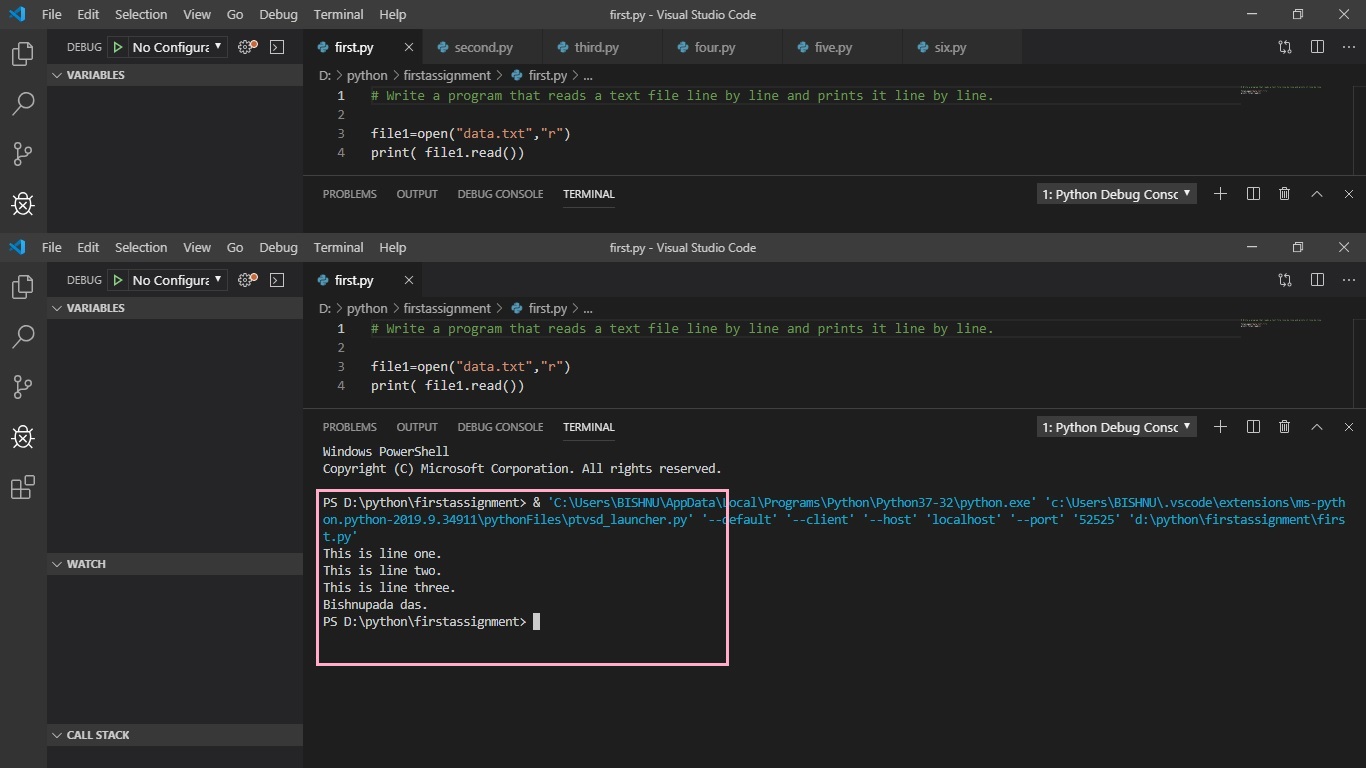 File Edit Selection View Go Debug Terminal Help first.py - Visual Studio Code
DEBUG No Configura
first.py second.py third.py four.py five.py six.py
VARIABLES
D: > python > firstassignment > first.py > ...
1 # Write a program that reads a text file line by line and prints it line by line.
2
3 file1=open("data.txt","r")
4 print( file1.read())
PROBLEMS OUTPUT DEBUG CONSOLE TERMINAL 1: Python Debug Consc
File Edit Selection View Go Debug Terminal Help first.py - Visual Studio Code
DEBUG No Configura
first.py
VARIABLES
D: > python > firstassignment > first.py > ...
1 # Write a program that reads a text file line by line and prints it line by line.
2
3 file1=open("data.txt","r")
4 print( file1.read())
PROBLEMS OUTPUT DEBUG CONSOLE TERMINAL 1: Python Debug Consc
Windows PowerShell
Copyright (C) Microsoft Corporation. All rights reserved.
PS D:\python\firstassignment> & 'C:\Users\BISHNU\AppData\Local\Programs\Python\Python37-32\python.exe' 'c:\Users\BISHNU\.vscode\extensions\ms-pyth
on.python-2019.9.34911\pythonFiles\ptvsd_launcher.py' '--default' '--client' '--host' 'localhost' '--port' '52525' 'd:\python\firstassignment\firs
t.py'
This is line one.
This is line two.
This is line three.
Bishnupada das.
PS D:\python\firstassignment>
WATCH
CALL STACK